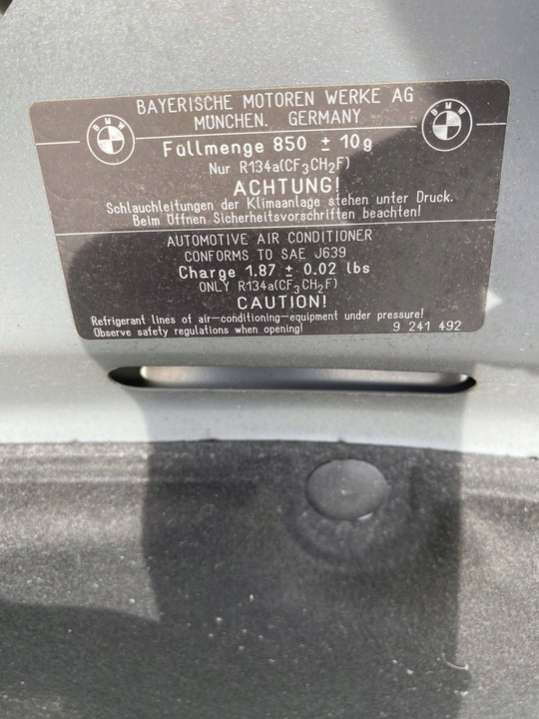 BAYERISCHE MOTOREN WERKE AG
MÜNCHEN. GERMANY
BMW
BMW
Füllmenge 850 ± 10g
Nur R134a(CF₃CH₂F)
ACHTUNG!
Schlauchleitungen der Klimaanlage stehen unter Druck.
Beim Öffnen Sicherheitsvorschriften beachten!
AUTOMOTIVE AIR CONDITIONER
CONFORMS TO SAE J639
Charge 1.87 ± 0.02 lbs
ONLY R134a(CF₃CH₂F)
CAUTION!
Refrigerant lines of air-conditioning-equipment under pressure!
Observe safety regulations when opening!
9 241 492